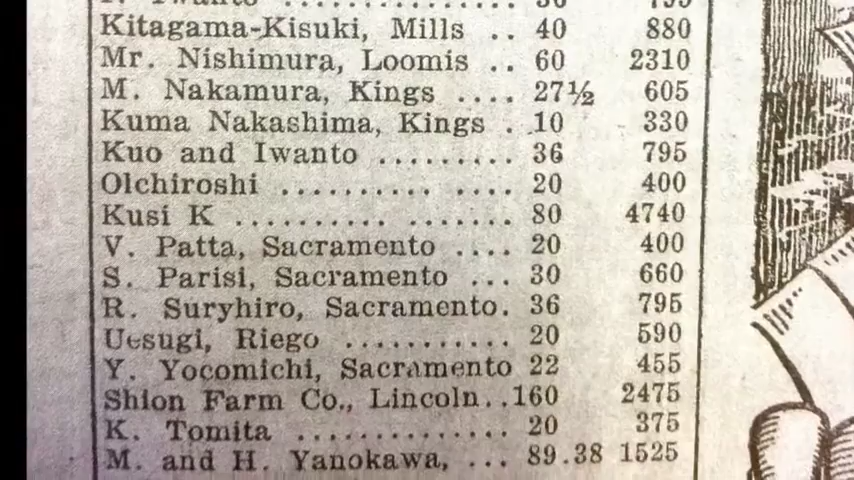 Kitagama-Kisuki, Mills .. 40 880
Mr. Nishimura, Loomis .. 60 2310
M. Nakamura, Kings .... 27½ 605
Kuma Nakashima, Kings . 10 330
Kuo and Iwanto ......... 36 795
Olchiroshi ......... .... 20 400
Kusi K .......... ....... 80 4740
V. Patta, Sacramento .... 20 400
S. Parisi, Sacramento ... 30 660
R. Suryhiro, Sacramento. 36 795
Uesugi, Riego ........... 20 590
Y. Yocomichi, Sacramento 22 455
Shion Farm Co., Lincoln..160 2475
K. Tomita .............. 20 375
M. and H. Yanokawa, ... 89.38 1525